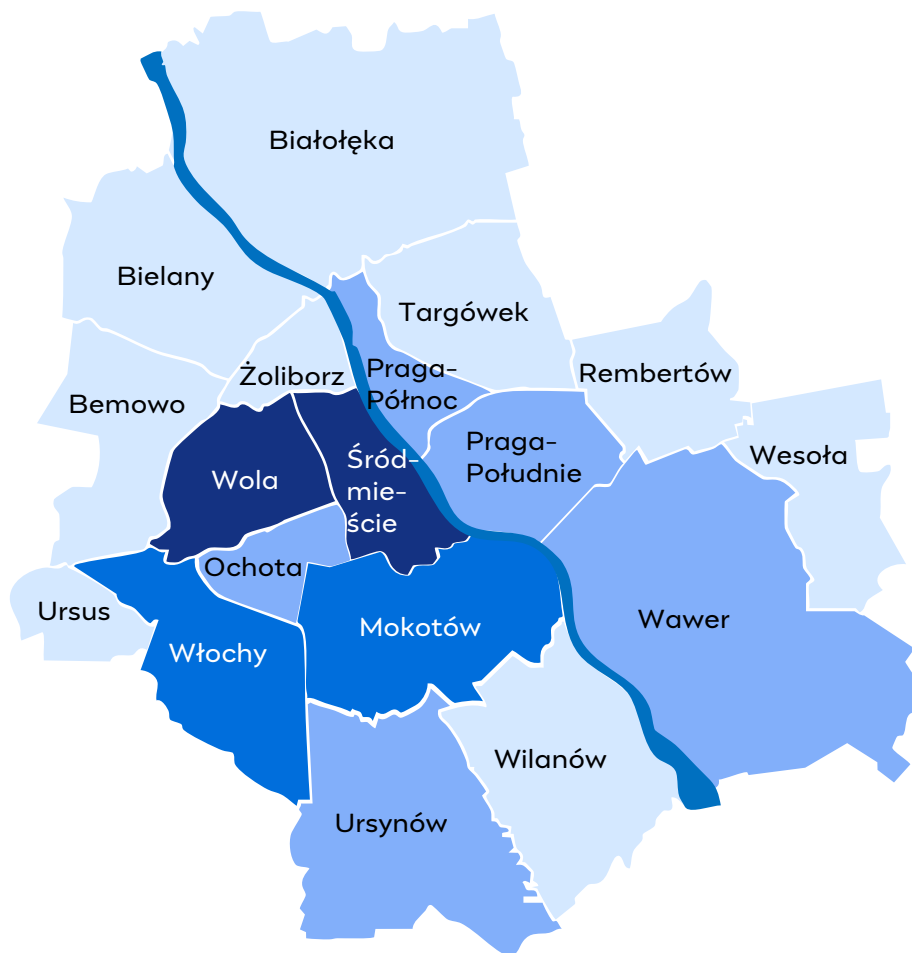 Białołęka
Bielany
Targówek
Żoliborz
Praga-
Północ
Rembertów
Bemowo
Praga-
Południe
Wesoła
Wola
Śród-
mie-
ście
Ochota
Ursus
Mokotów
Wawer
Włochy
Wilanów
Ursynów